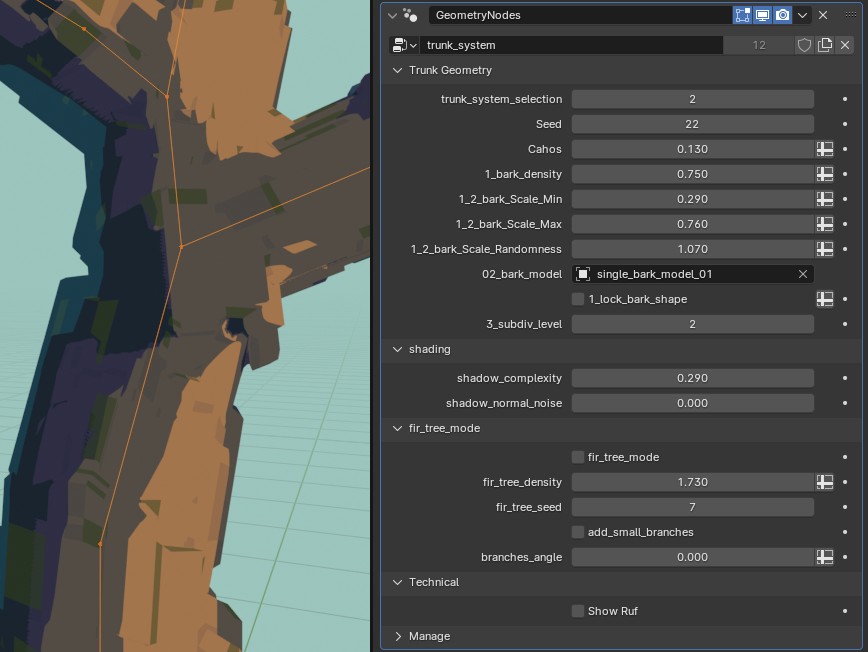 GeometryNodes
trunk_system 12
Trunk Geometry
trunk_system_selection 2
Seed 22
Cahos 0.130
1_bark_density 0.750
1_2_bark_Scale_Min 0.290
1_2_bark_Scale_Max 0.760
1_2_bark_Scale_Randomness 1.070
02_bark_model single_bark_model_01
1_lock_bark_shape
3_subdiv_level 2
shading
shadow_complexity 0.290
shadow_normal_noise 0.000
fir_tree_mode
fir_tree_mode
fir_tree_density 1.730
fir_tree_seed 7
add_small_branches
branches_angle 0.000
Technical
Show Ruf
Manage